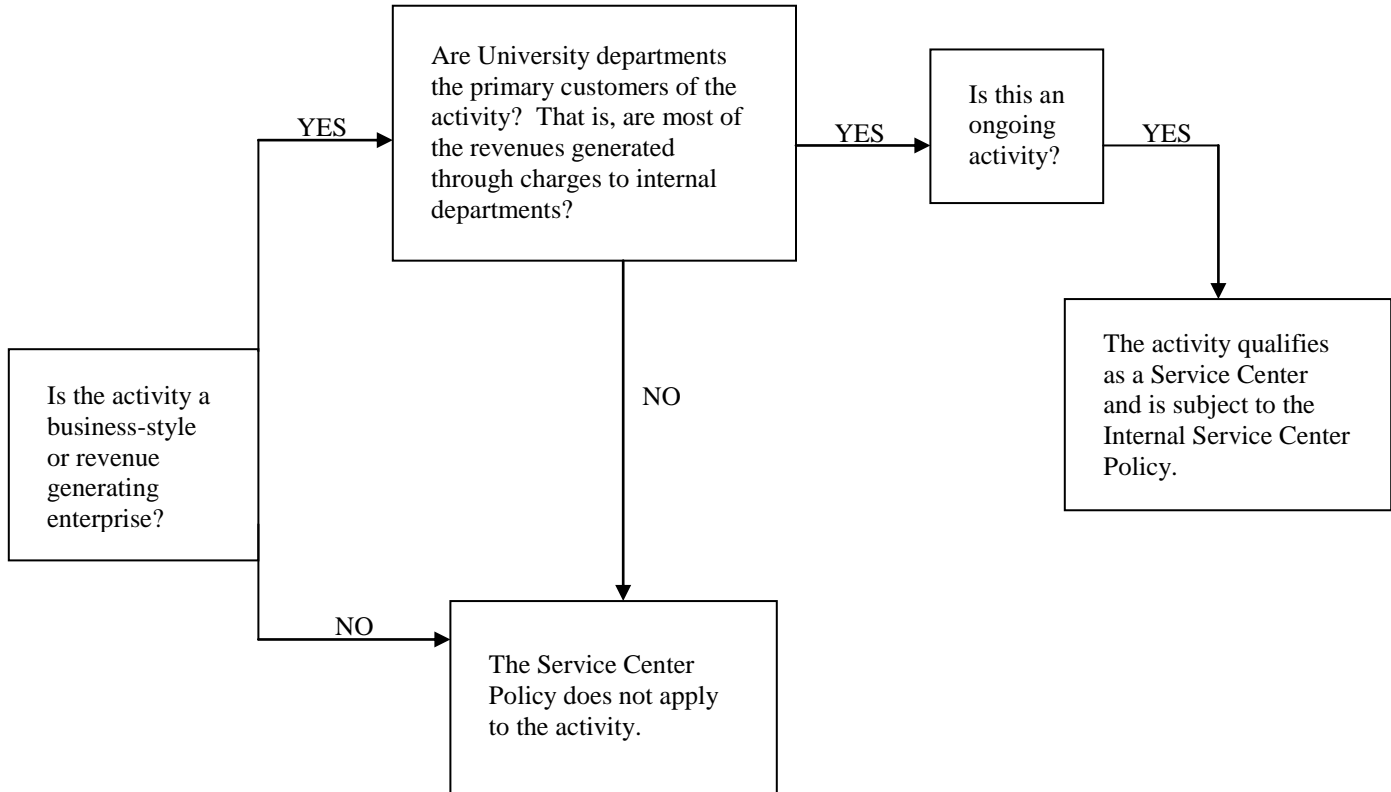 Is the activity a
business-style
or revenue
generating
enterprise?
YES
Are University departments
the primary customers of the
activity?  That is, are most of
the revenues generated
through charges to internal
departments?
YES
Is this an
ongoing
activity?
YES
The activity qualifies
as a Service Center
and is subject to the
Internal Service Center
Policy.
NO
NO
The Service Center
Policy does not apply
to the activity.